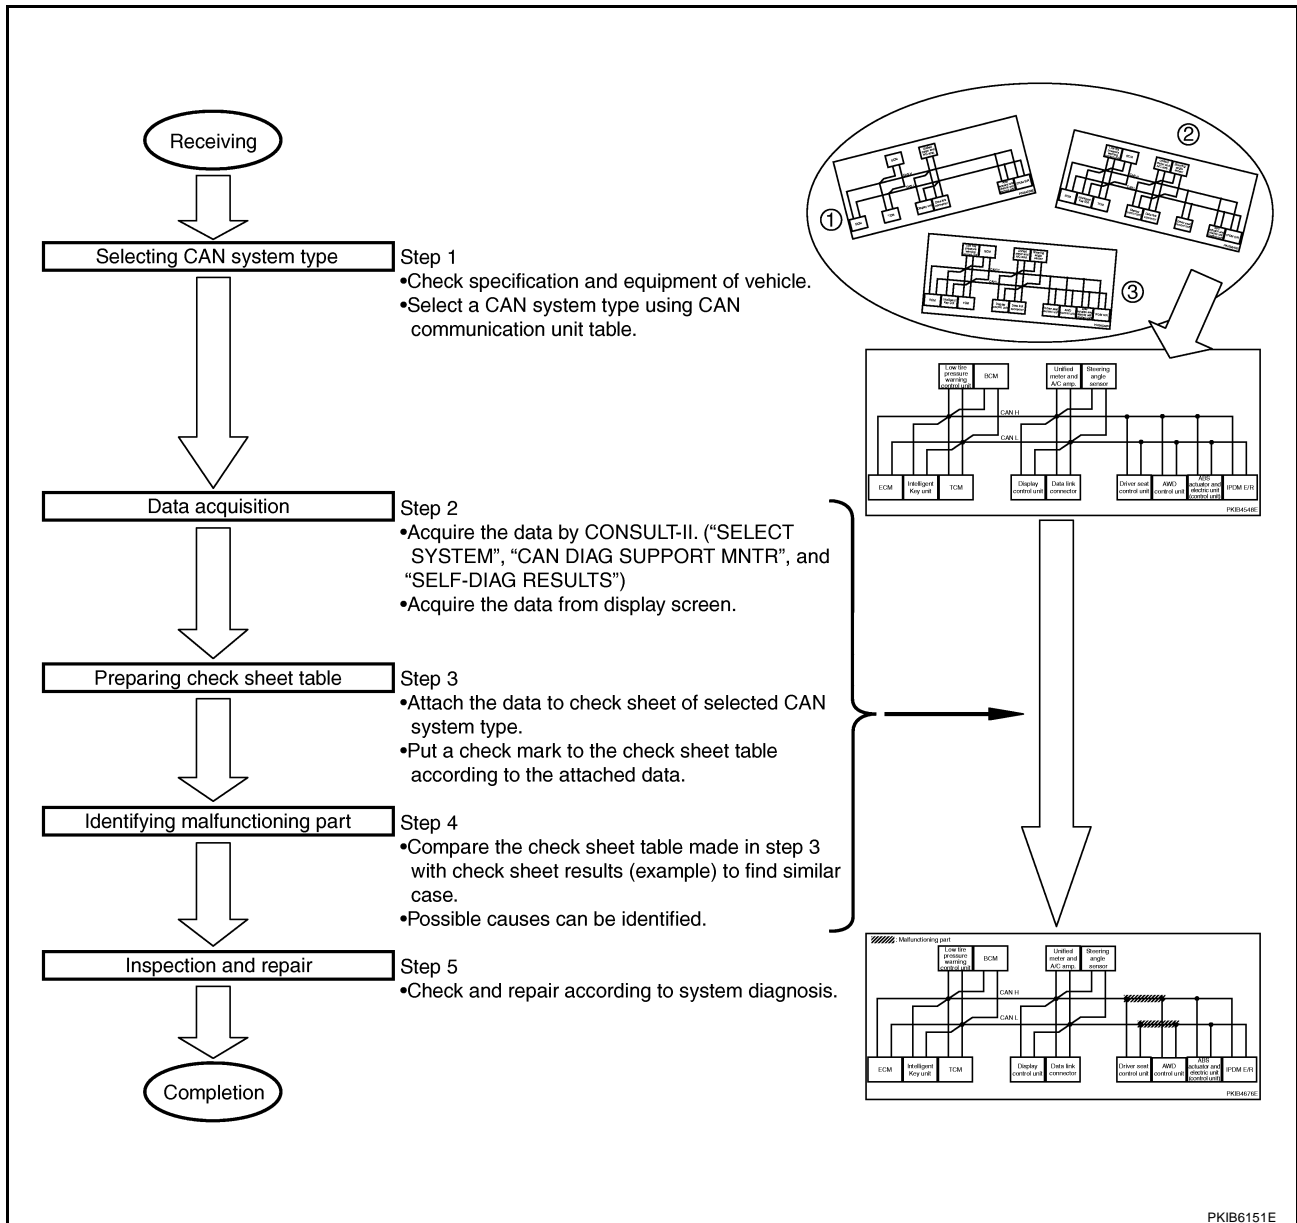 Receiving
Selecting CAN system type
Step 1
•Check specification and equipment of vehicle.
•Select a CAN system type using CAN
communication unit table.
Data acquisition
Step 2
•Acquire the data by CONSULT-II. (“SELECT
SYSTEM”, “CAN DIAG SUPPORT MNTR”, and
“SELF-DIAG RESULTS”)
•Acquire the data from display screen.
Preparing check sheet table
Step 3
•Attach the data to check sheet of selected CAN
system type.
•Put a check mark to the check sheet table
according to the attached data.
Identifying malfunctioning part
Step 4
•Compare the check sheet table made in step 3
with check sheet results (example) to find similar
case.
•Possible causes can be identified.
Inspection and repair
Step 5
•Check and repair according to system diagnosis.
Completion
①
②
③
Low tire
pressure
warning
control unit
BCM
Unified
meter and
A/C amp.
Steering
angle
sensor
CAN H
CAN L
ECM
Intelligent
Key unit
TCM
Display
control unit
Data link
connector
Driver seat
control unit
AWD
control unit
ABS
actuator and
electric unit
(control unit)
IPDM E/R
PKIB4548E
: Malfunctioning part
Low tire
pressure
warning
control unit
BCM
Unified
meter and
A/C amp.
Steering
angle
sensor
CAN H
CAN L
ECM
Intelligent
Key unit
TCM
Display
control unit
Data link
connector
Driver seat
control unit
AWD
control unit
ABS
actuator and
electric unit
(control unit)
IPDM E/R
PKIB4676E
PKIB6151E